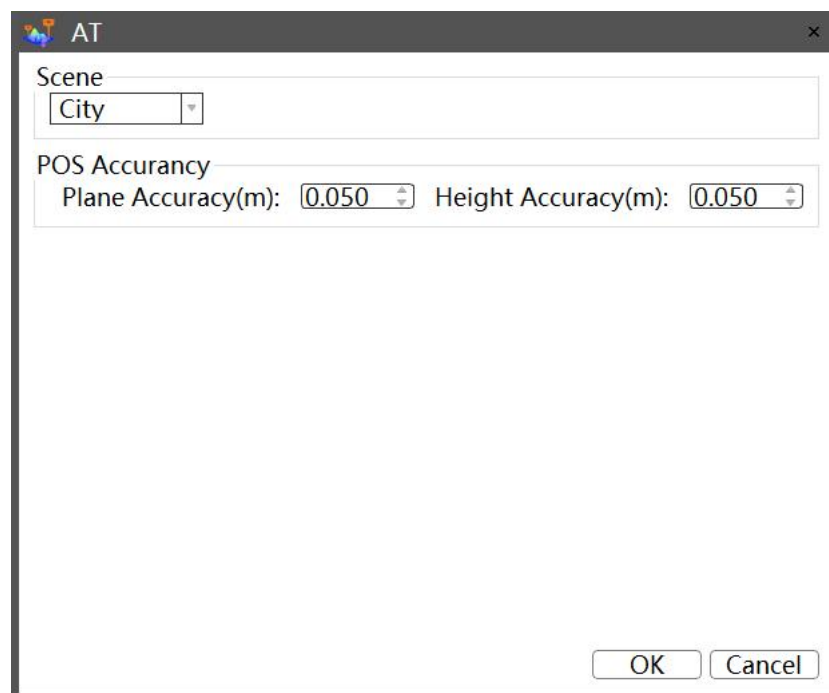 AT
Scene
City
POS Accurancy
Plane Accuracy(m): 0.050 Height Accuracy(m): 0.050
OK Cancel